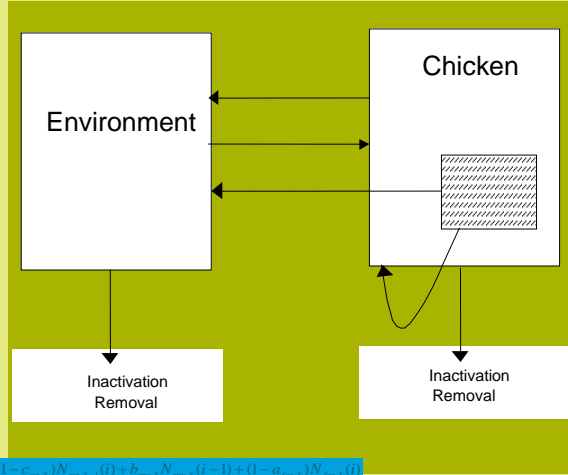 Chicken
Environment
Inactivation
Removal
Inactivation
Removal